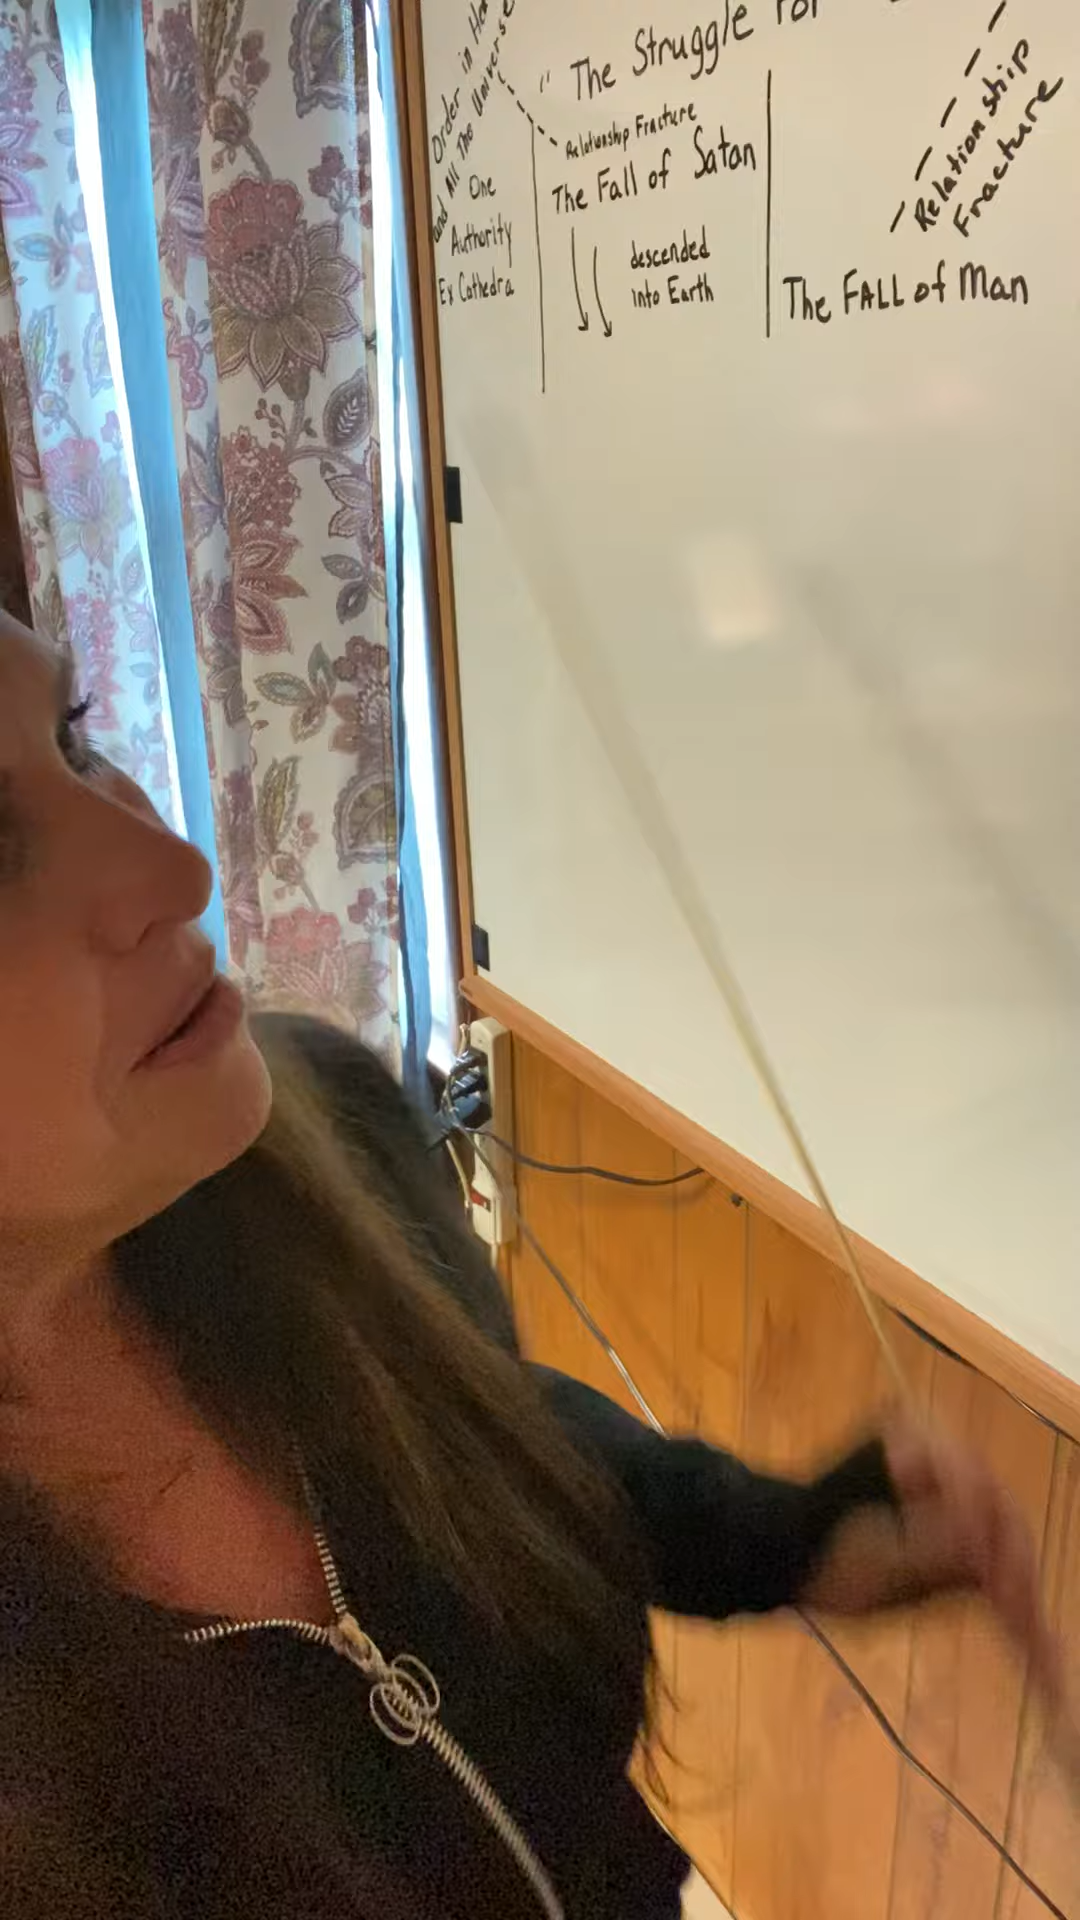 "The Struggle for
Order in
and All The Universe
One
Authority
Ex Cathedra
Relationship Fracture
The Fall of Satan
descended
into Earth
Relationship
Fracture
The FALL of Man